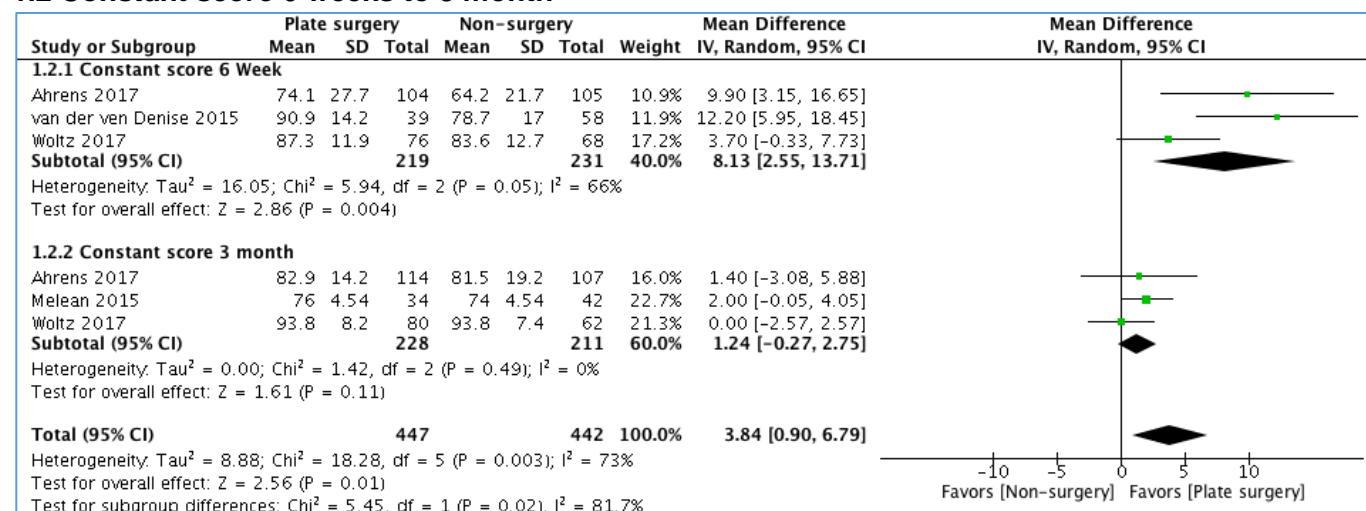 Plate surgery Non-surgery Mean Difference Mean Difference
Study or Subgroup Mean SD Total Mean SD Total Weight IV, Random, 95% CI IV, Random, 95% CI
1.2.1 Constant score 6 Week
Ahrens 2017 74.1 27.7 104 64.2 21.7 105 10.9% 9.90 [3.15, 16.65]
van der ven Denise 2015 90.9 14.2 39 78.7 17 58 11.9% 12.20 [5.95, 18.45]
Woltz 2017 87.3 11.9 76 83.6 12.7 68 17.2% 3.70 [-0.33, 7.73]
Subtotal (95% CI) 219 231 40.0% 8.13 [2.55, 13.71]
Heterogeneity: Tau² = 16.05; Chi² = 5.94, df = 2 (P = 0.05); I² = 66%
Test for overall effect: Z = 2.86 (P = 0.004)
1.2.2 Constant score 3 month
Ahrens 2017 82.9 14.2 114 81.5 19.2 107 16.0% 1.40 [-3.08, 5.88]
Melean 2015 76 4.54 34 74 4.54 42 22.7% 2.00 [-0.05, 4.05]
Woltz 2017 93.8 8.2 80 93.8 7.4 62 21.3% 0.00 [-2.57, 2.57]
Subtotal (95% CI) 228 211 60.0% 1.24 [-0.27, 2.75]
Heterogeneity: Tau² = 0.00; Chi² = 1.42, df = 2 (P = 0.49); I² = 0%
Test for overall effect: Z = 1.61 (P = 0.11)
Total (95% CI) 447 442 100.0% 3.84 [0.90, 6.79]
Heterogeneity: Tau² = 8.88; Chi² = 18.28, df = 5 (P = 0.003); I² = 73%
-10 -5 0 5 10
Test for overall effect: Z = 2.56 (P = 0.01)
Favors [Non-surgery] Favors [Plate surgery]
Test for subgroup differences: Chi² = 5.45, df = 1 (P = 0.02), I² = 81.7%